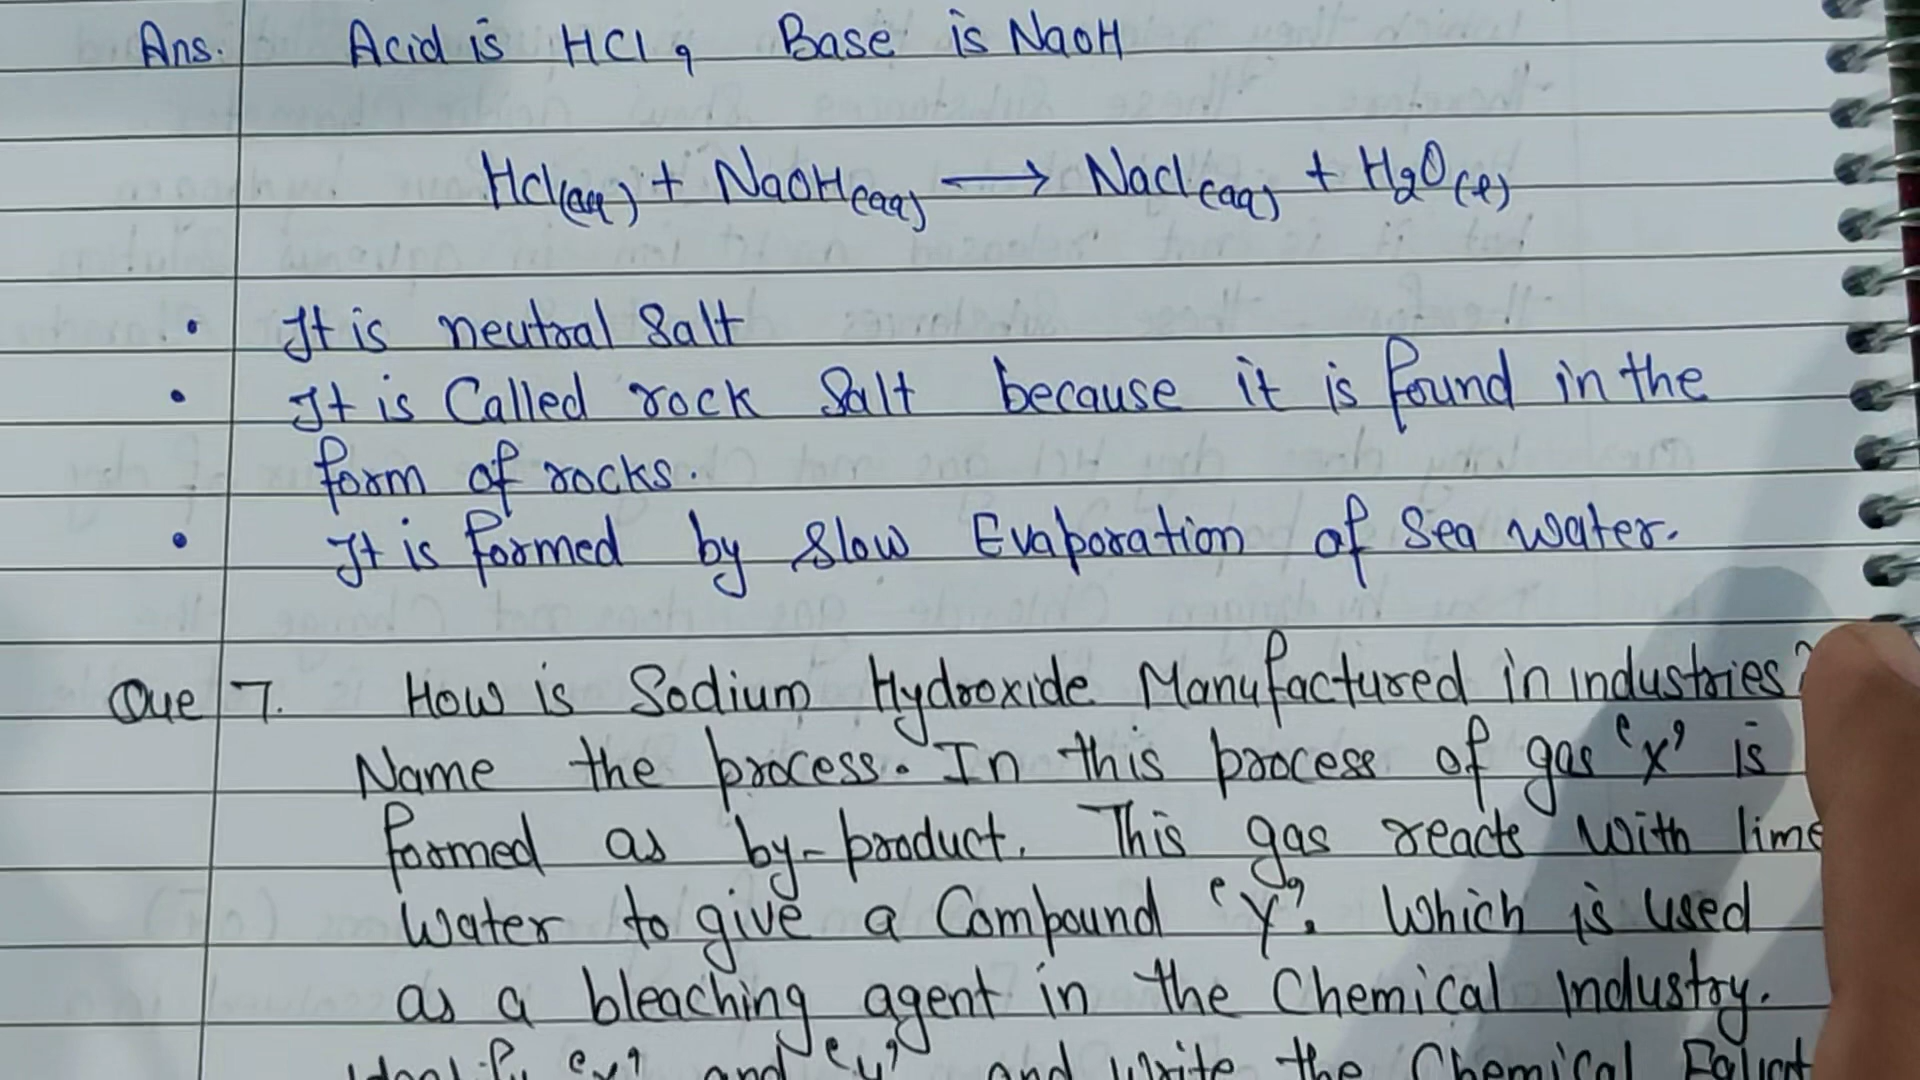 Ans. Acid is HCl, Base is NaOH
Hcl(aq) + NaOH(aq) → Nacl(aq) + H2O(l)
• It is neutral Salt
• It is Called rock Salt because it is found in the
form of rocks.
• It is formed by slow Evaporation of Sea water.
Que 7. How is Sodium Hydroxide Manufactured in industries?
Name the process. In this process of gas 'x' is
formed as by-product. This gas reacts with lime
water to give a Compound 'Y'. Which is used
as a bleaching agent in the Chemical Industry.
and write the Chemical